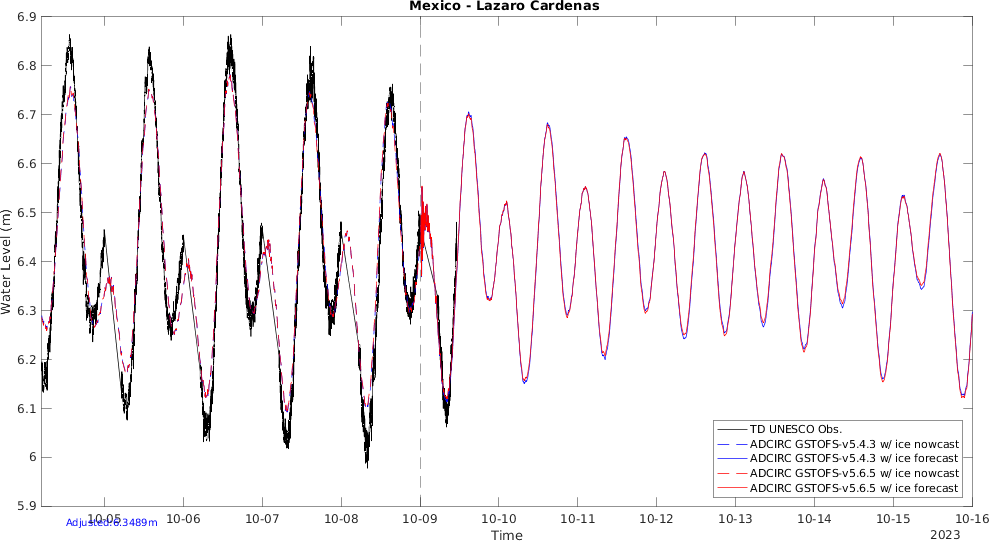 Mexico - Lazaro Cardenas
6.9
6.8
6.7
6.6
6.5
6.4
6.3
6.2
6.1
6
5.9
Water Level (m)
TD UNESCO Obs.
ADCIRC GSTOFS-v5.4.3 w/ ice nowcast
ADCIRC GSTOFS-v5.4.3 w/ ice forecast
ADCIRC GSTOFS-v5.6.5 w/ ice nowcast
ADCIRC GSTOFS-v5.6.5 w/ ice forecast
10-05 10-06 10-07 10-08 10-09 10-10 10-11 10-12 10-13 10-14 10-15 10-16
Adjusted:6.3489m
Time
2023